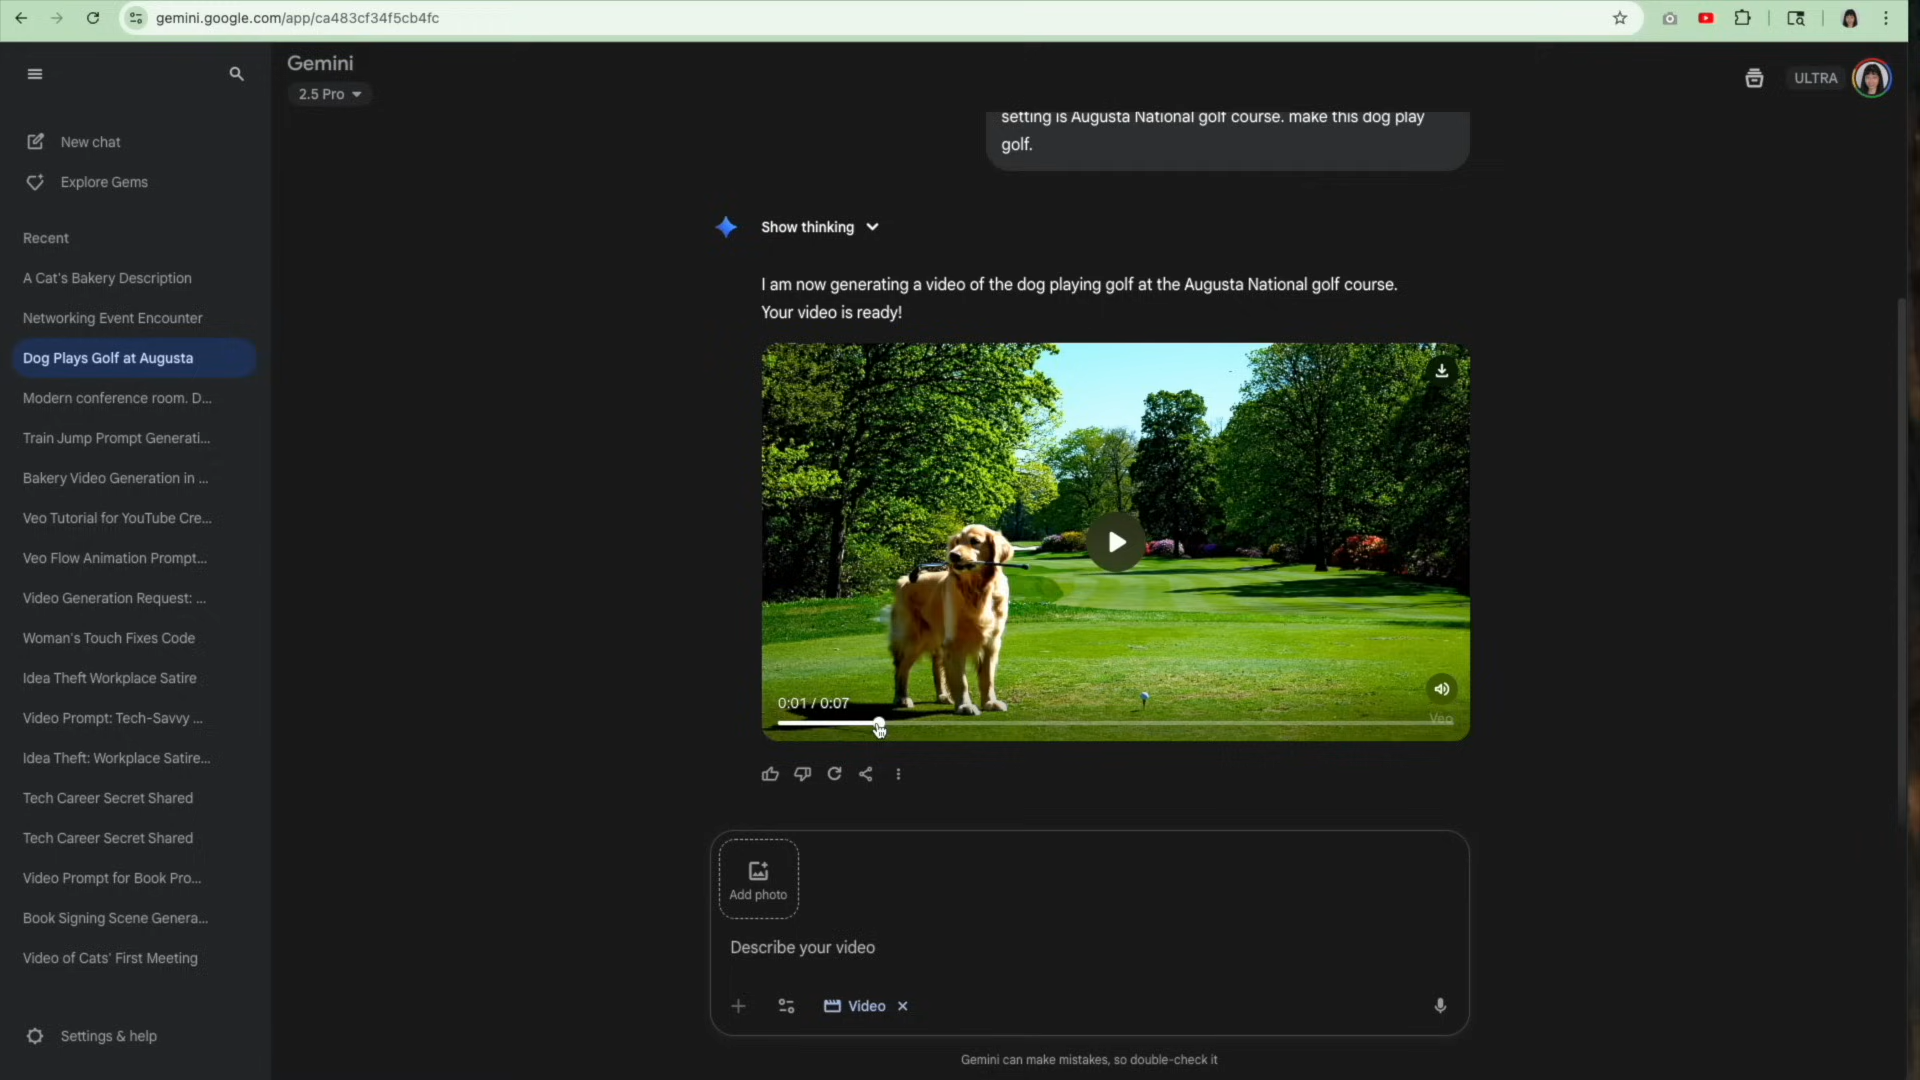 gemini.google.com/app/ca483cf34f5cb4fc
Gemini
2.5 Pro
ULTRA
New chat
Explore Gems
Recent
A Cat's Bakery Description
Networking Event Encounter
Dog Plays Golf at Augusta
Modern conference room. D...
Train Jump Prompt Generati...
Bakery Video Generation in ...
Veo Tutorial for YouTube Cre...
Veo Flow Animation Prompt...
Video Generation Request: ...
Woman's Touch Fixes Code
Idea Theft Workplace Satire
Video Prompt: Tech-Savvy ...
Idea Theft: Workplace Satire...
Tech Career Secret Shared
Tech Career Secret Shared
Video Prompt for Book Pro...
Book Signing Scene Genera...
Video of Cats' First Meeting
Settings & help
setting is Augusta National golf course. make this dog play
golf.
Show thinking
I am now generating a video of the dog playing golf at the Augusta National golf course.
Your video is ready!
0:01 / 0:07
Veo
Add photo
Describe your video
Video
Gemini can make mistakes, so double-check it